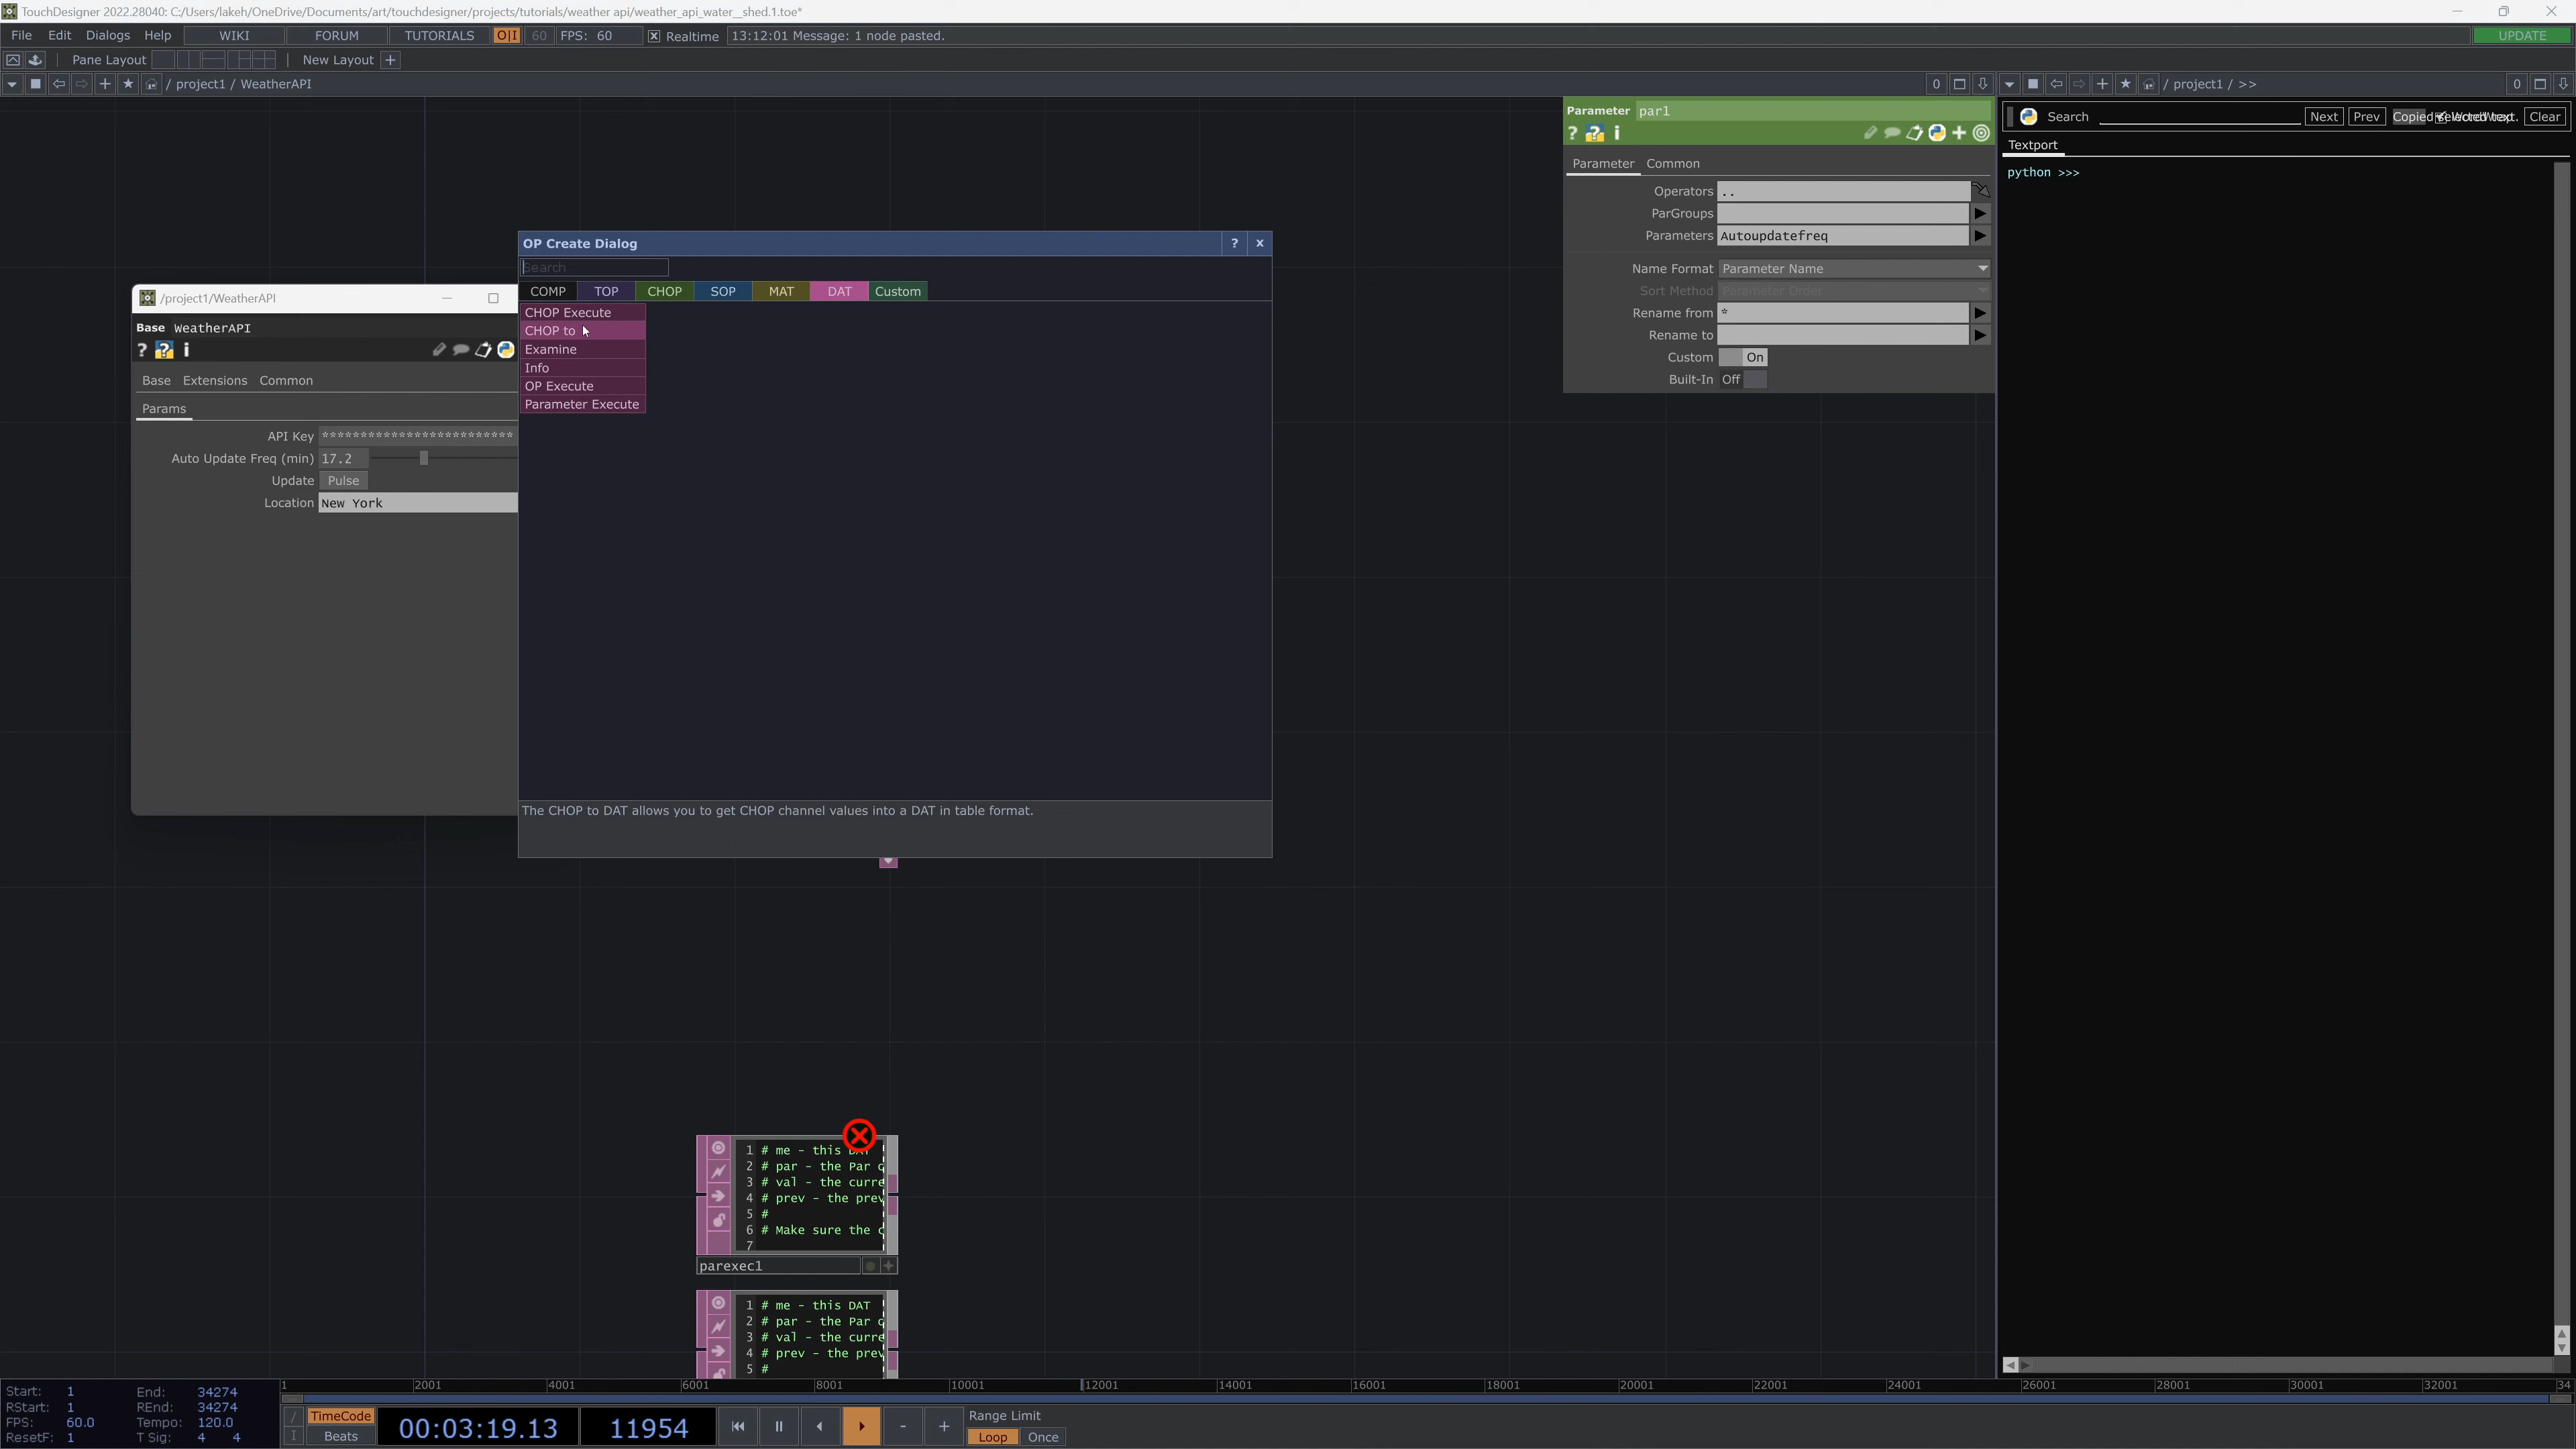 TouchDesigner 2022.28040: C:/Users/lakeh/OneDrive/Documents/art/touchdesigner/projects/tutorials/weather api/weather_api_water__shed.1.toe*
File Edit Dialogs Help WIKI FORUM TUTORIALS O|I 60 FPS: 60 Realtime 13:12:01 Message: 1 node pasted. UPDATE
Pane Layout New Layout +
/ project1 / WeatherAPI 0
/ project1 / >> 0
Parameter par1
Parameter Common
Operators ..
ParGroups
Parameters Autoupdatefreq
Name Format Parameter Name
Sort Method Parameter Order
Rename from *
Rename to
Custom On
Built-In Off
Search Next Prev Clear
Textport
python >>>
OP Create Dialog ? x
Search
COMP TOP CHOP SOP MAT DAT Custom
CHOP Execute
CHOP to
Examine
Info
OP Execute
Parameter Execute
The CHOP to DAT allows you to get CHOP channel values into a DAT in table format.
/project1/WeatherAPI
Base WeatherAPI
Base Extensions Common
Params
API Key *************************
Auto Update Freq (min) 17.2
Update Pulse
Location New York
1 # me - this DAT
2 # par - the Par
3 # val - the curre
4 # prev - the prev
5 #
6 # Make sure the
7
parexec1
1 # me - this DAT
2 # par - the Par
3 # val - the curre
4 # prev - the prev
5 #
1 2001 4001 6001 8001 10001 12001 14001 16001 18001 20001 22001 24001 26001 28001 30001 32001 34
Start: 1 End: 34274
RStart: 1 REnd: 34274
FPS: 60.0 Tempo: 120.0
ResetF: 1 T Sig: 4 4
TimeCode
Beats
00:03:19.13 11954
Range Limit
Loop Once